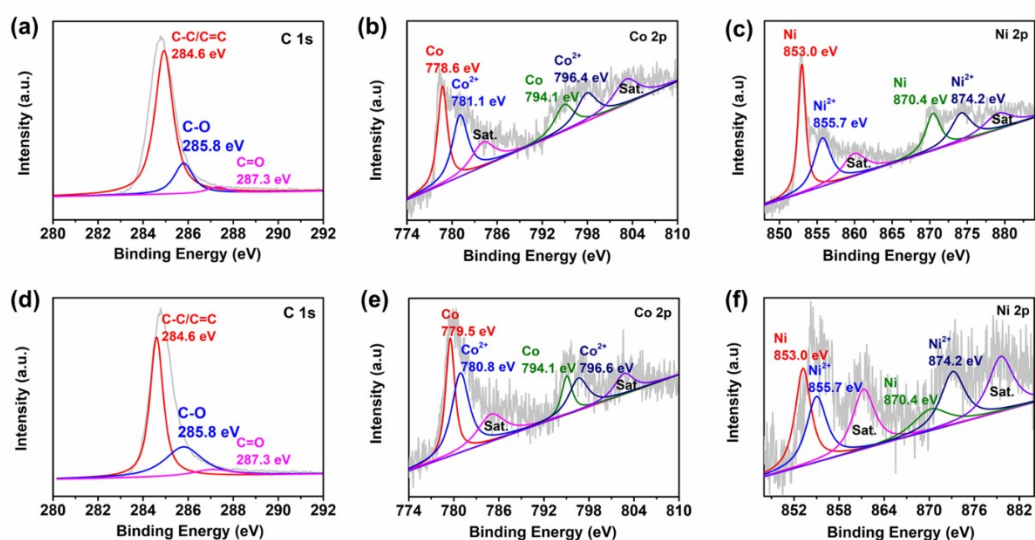 (a)
C 1s
C-C/C=C
284.6 eV
C-O
285.8 eV
C=O
287.3 eV
Intensity (a.u.)
280 282 284 286 288 290 292
Binding Energy (eV)
(b)
Co 2p
Co
778.6 eV
Co2+
781.1 eV
Sat.
Co
794.1 eV
Co2+
796.4 eV
Sat.
Intensity (a.u.)
774 780 786 792 798 804 810
Binding Energy (eV)
(c)
Ni 2p
Ni
853.0 eV
Ni2+
855.7 eV
Sat.
Ni
870.4 eV
Ni2+
874.2 eV
Sat
Intensity (a.u.)
850 855 860 865 870 875 880
Binding Energy (eV)
(d)
C 1s
C-C/C=C
284.6 eV
C-O
285.8 eV
C=O
287.3 eV
Intensity (a.u.)
280 282 284 286 288 290 292
Binding Energy (eV)
(e)
Co 2p
Co
779.5 eV
Co2+
780.8 eV
Sat.
Co
794.1 eV
Co2+
796.6 eV
Sat
Intensity (a.u)
774 780 786 792 798 804 810
Binding Energy (eV)
(f)
Ni 2p
Ni
853.0 eV
Ni2+
855.7 eV
Sat.
Ni
870.4 eV
Ni2+
874.2 eV
Sat.
Intensity (a.u)
852 860 868 876 884
Binding Energy (eV)